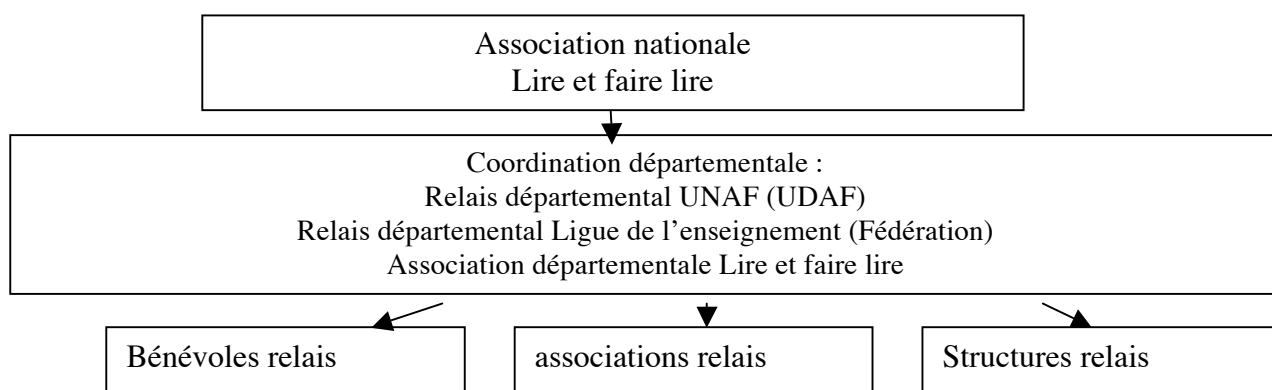 Association nationale
Lire et faire lire
Coordination départementale :
Relais départemental UNAF (UDAF)
Relais départemental Ligue de l’enseignement (Fédération)
Association départementale Lire et faire lire
Bénévoles relais
associations relais
Structures relais